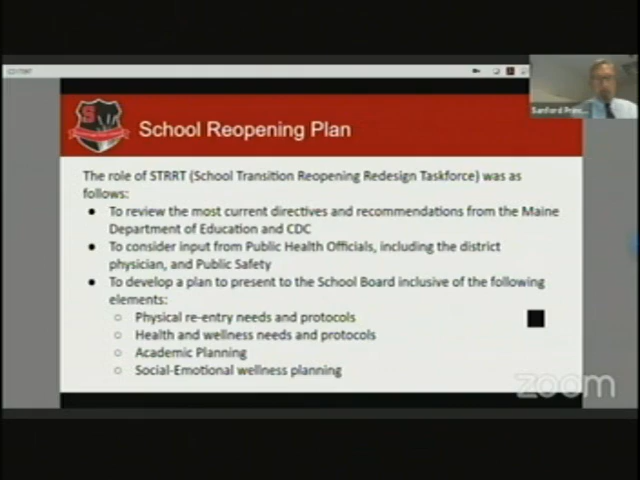 School Reopening Plan
The role of STRRT (School Transition Reopening Redesign Taskforce) was as
follows:
To review the most current directives and recommendations from the Maine
Department of Education and CDC
To consider input from Public Health Officials, including the district
physician, and Public Safety
To develop a plan to present to the School Board inclusive of the following
elements:
Physical re-entry needs and protocols
Health and wellness needs and protocols
Academic Planning
Social-Emotional wellness planning
S
Sanford
zoom